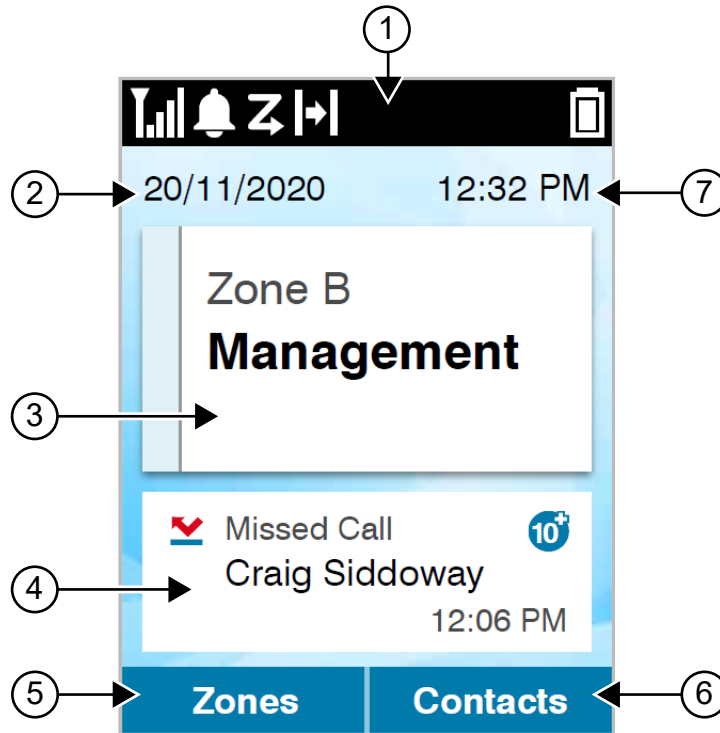 1
2
20/11/2020 12:32 PM
7
Zone B
Management
3
Missed Call 10+
Craig Siddoway
4
12:06 PM
5
Zones Contacts
6